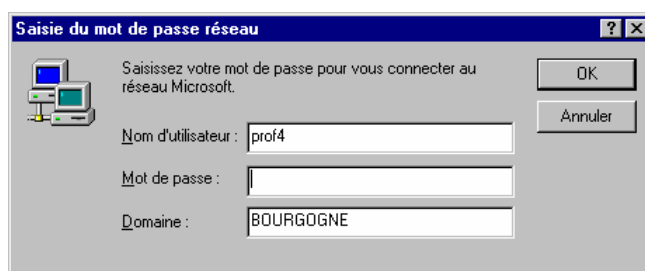 Saisie du mot de passe réseau
Saisissez votre mot de passe pour vous connecter au
réseau Microsoft.
OK
Annuler
Nom d'utilisateur : prof4
Mot de passe :
Domaine : BOURGOGNE